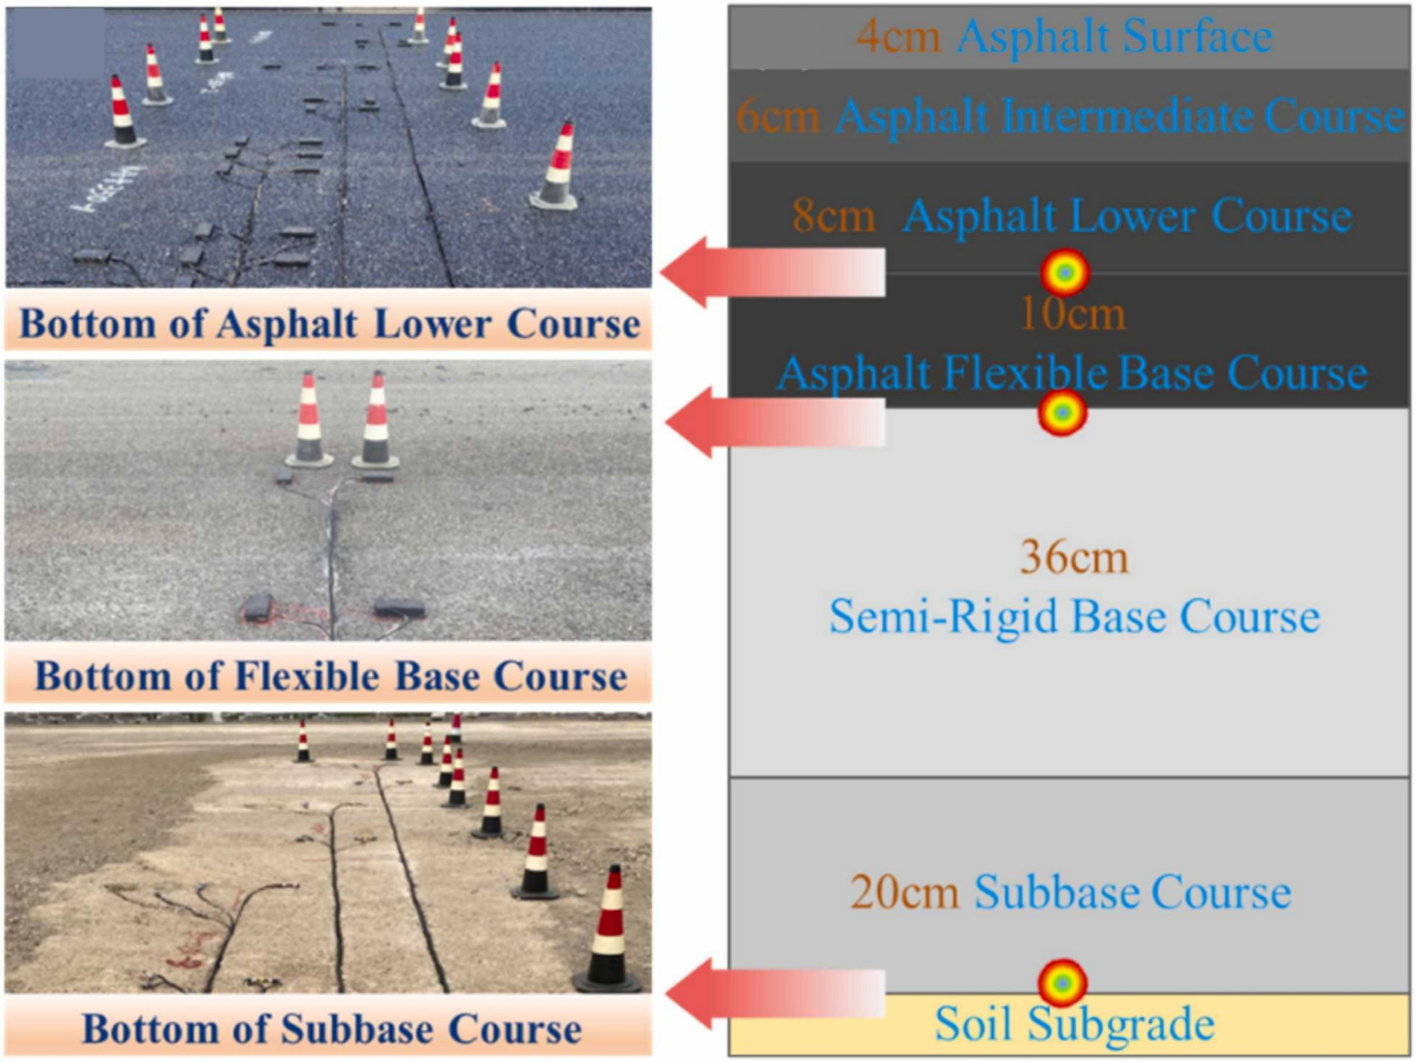 Bottom of Asphalt Lower Course
Bottom of Flexible Base Course
Bottom of Subbase Course
4cm Asphalt Surface
6cm Asphalt Intermediate Course
8cm Asphalt Lower Course
10cm
Asphalt Flexible Base Course
36cm
Semi-Rigid Base Course
20cm Subbase Course
Soil Subgrade